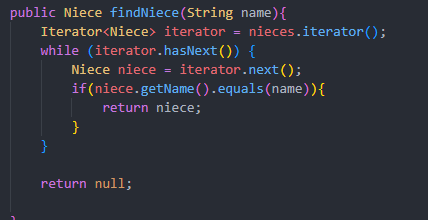 public Niece findNiece(String name){
Iterator<Niece> iterator = nieces.iterator();
while (iterator.hasNext()) {
Niece niece = iterator.next();
if(niece.getName().equals(name)){
return niece;
}
}
return null;
}